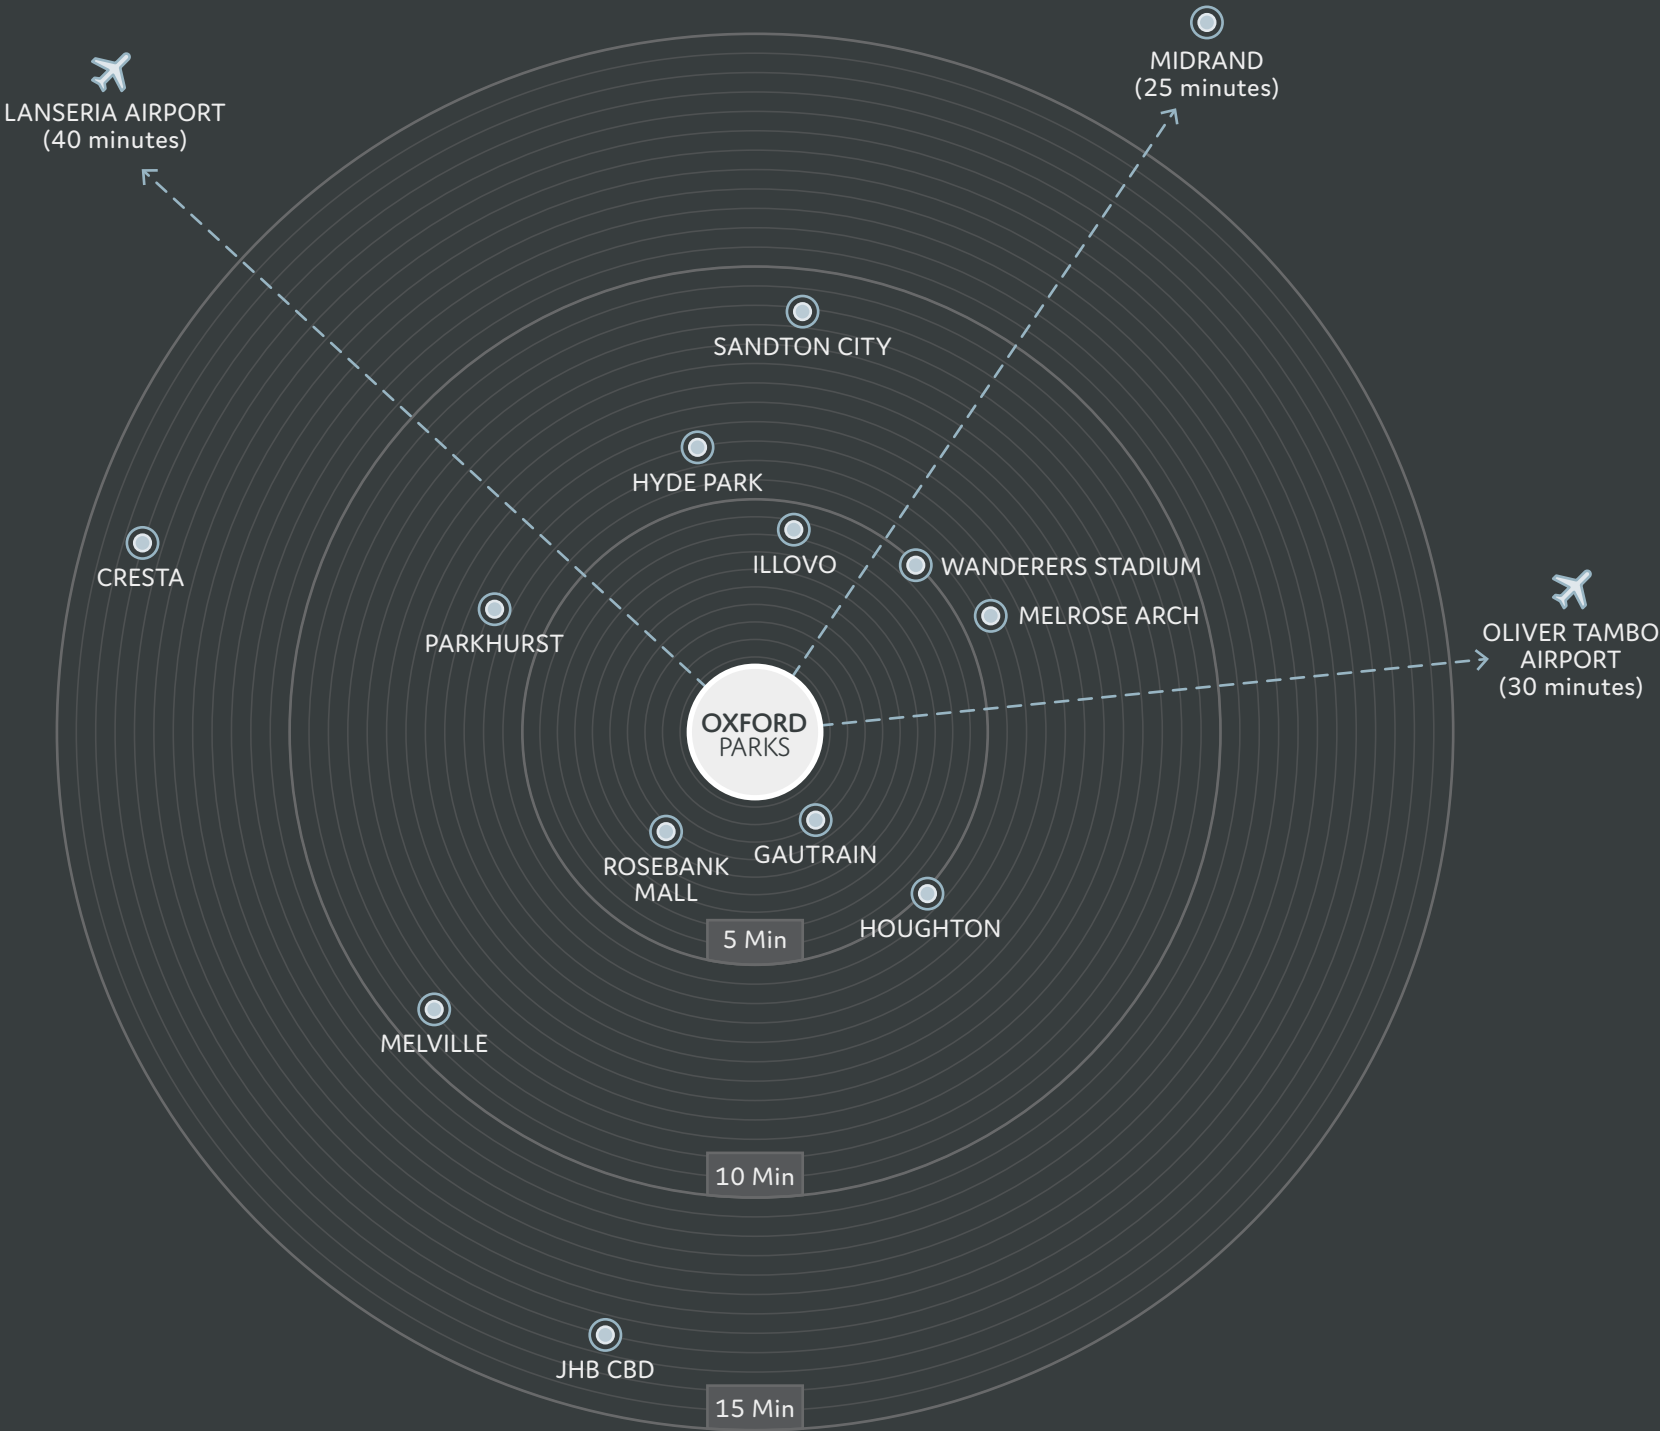 MIDRAND
(25 minutes)
LANSERIA AIRPORT
(40 minutes)
SANDTON CITY
HYDE PARK
ILLOVO
WANDERERS STADIUM
CRESTA
MELROSE ARCH
PARKHURST
OLIVER TAMBO
AIRPORT
(30 minutes)
OXFORD
PARKS
GAUTRAIN
ROSEBANK
MALL
HOUGHTON
5 Min
MELVILLE
10 Min
JHB CBD
15 Min